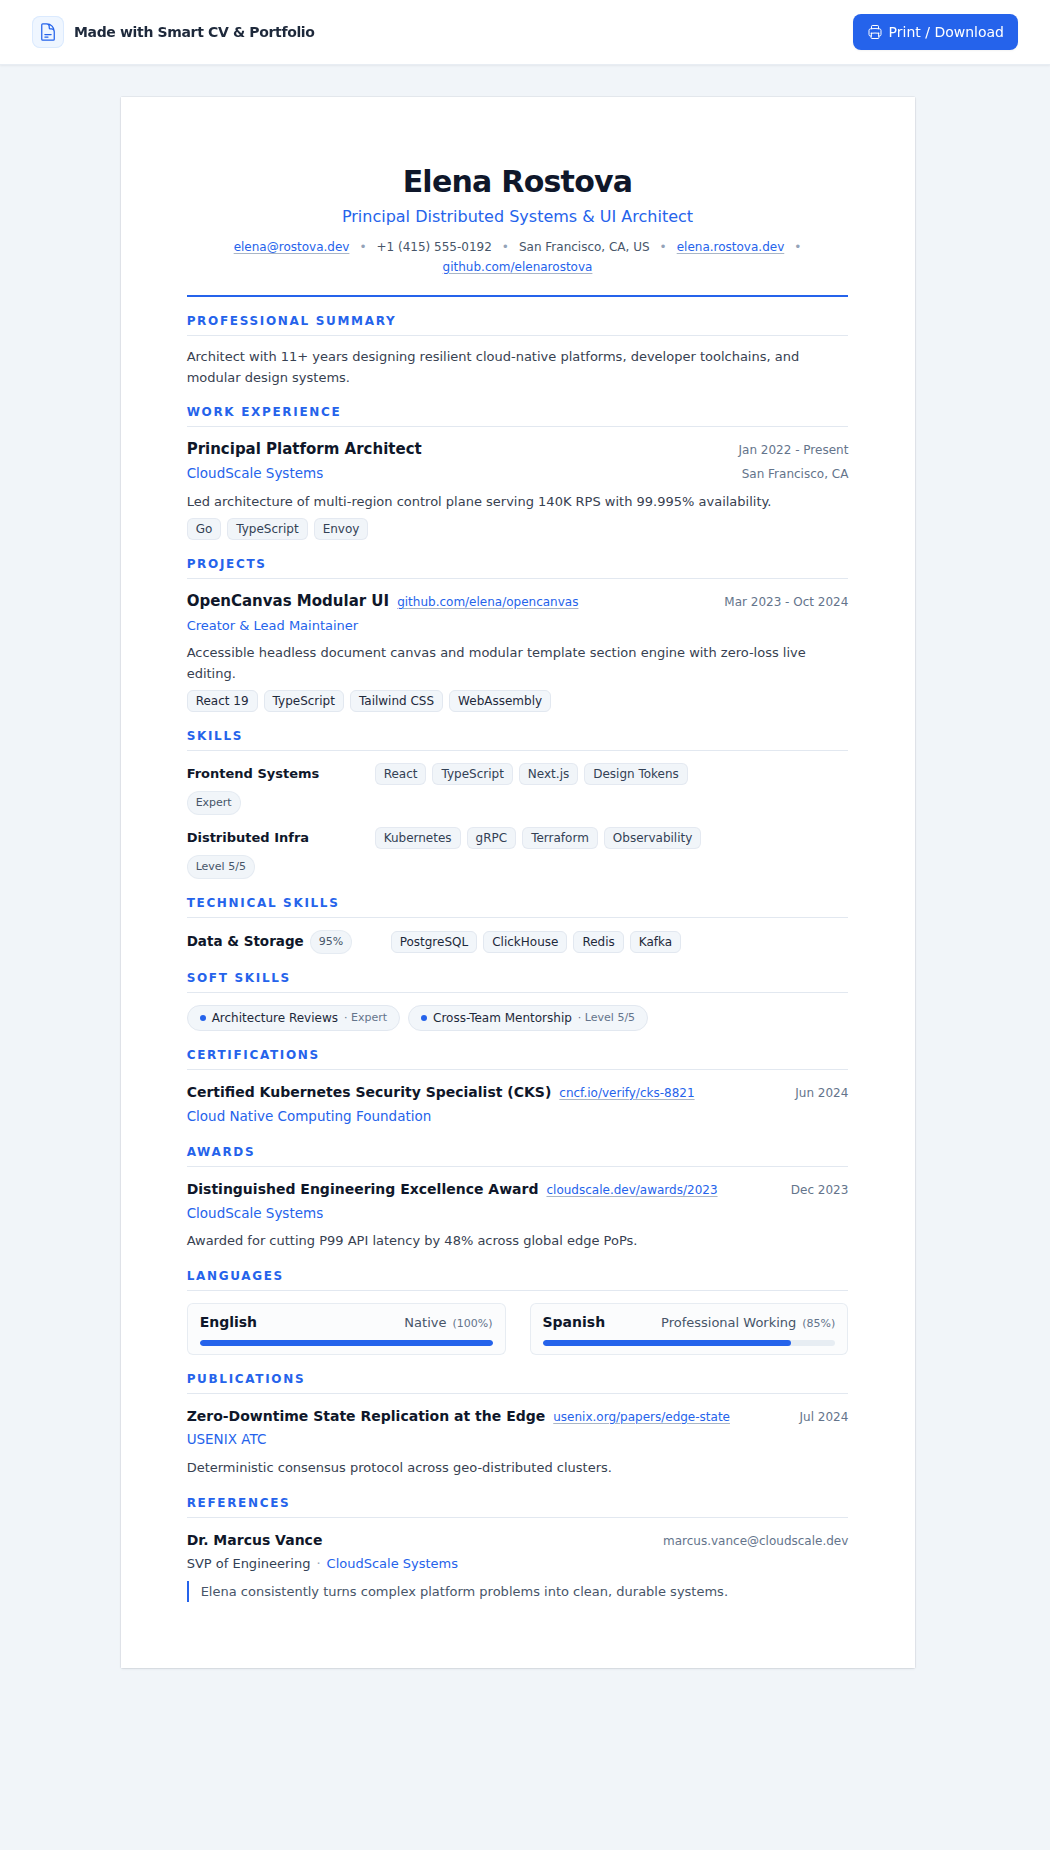 Made with Smart CV & Portfolio
Print / Download
Elena Rostova
Principal Distributed Systems & UI Architect
elena@rostova.dev • +1 (415) 555-0192 • San Francisco, CA, US • elena.rostova.dev •
github.com/elenarostova
PROFESSIONAL SUMMARY
Architect with 11+ years designing resilient cloud-native platforms, developer toolchains, and
modular design systems.
WORK EXPERIENCE
Principal Platform Architect Jan 2022 - Present
CloudScale Systems San Francisco, CA
Led architecture of multi-region control plane serving 140K RPS with 99.995% availability.
Go TypeScript Envoy
PROJECTS
OpenCanvas Modular UI github.com/elena/opencanvas Mar 2023 - Oct 2024
Creator & Lead Maintainer
Accessible headless document canvas and modular template section engine with zero-loss live
editing.
React 19 TypeScript Tailwind CSS WebAssembly
SKILLS
Frontend Systems React TypeScript Next.js Design Tokens
Expert
Distributed Infra Kubernetes gRPC Terraform Observability
Level 5/5
TECHNICAL SKILLS
Data & Storage 95% PostgreSQL ClickHouse Redis Kafka
SOFT SKILLS
Architecture Reviews · Expert Cross-Team Mentorship · Level 5/5
CERTIFICATIONS
Certified Kubernetes Security Specialist (CKS) cncf.io/verify/cks-8821 Jun 2024
Cloud Native Computing Foundation
AWARDS
Distinguished Engineering Excellence Award cloudscale.dev/awards/2023 Dec 2023
CloudScale Systems
Awarded for cutting P99 API latency by 48% across global edge PoPs.
LANGUAGES
English Native (100%) Spanish Professional Working (85%)
PUBLICATIONS
Zero-Downtime State Replication at the Edge usenix.org/papers/edge-state Jul 2024
USENIX ATC
Deterministic consensus protocol across geo-distributed clusters.
REFERENCES
Dr. Marcus Vance marcus.vance@cloudscale.dev
SVP of Engineering · CloudScale Systems
Elena consistently turns complex platform problems into clean, durable systems.